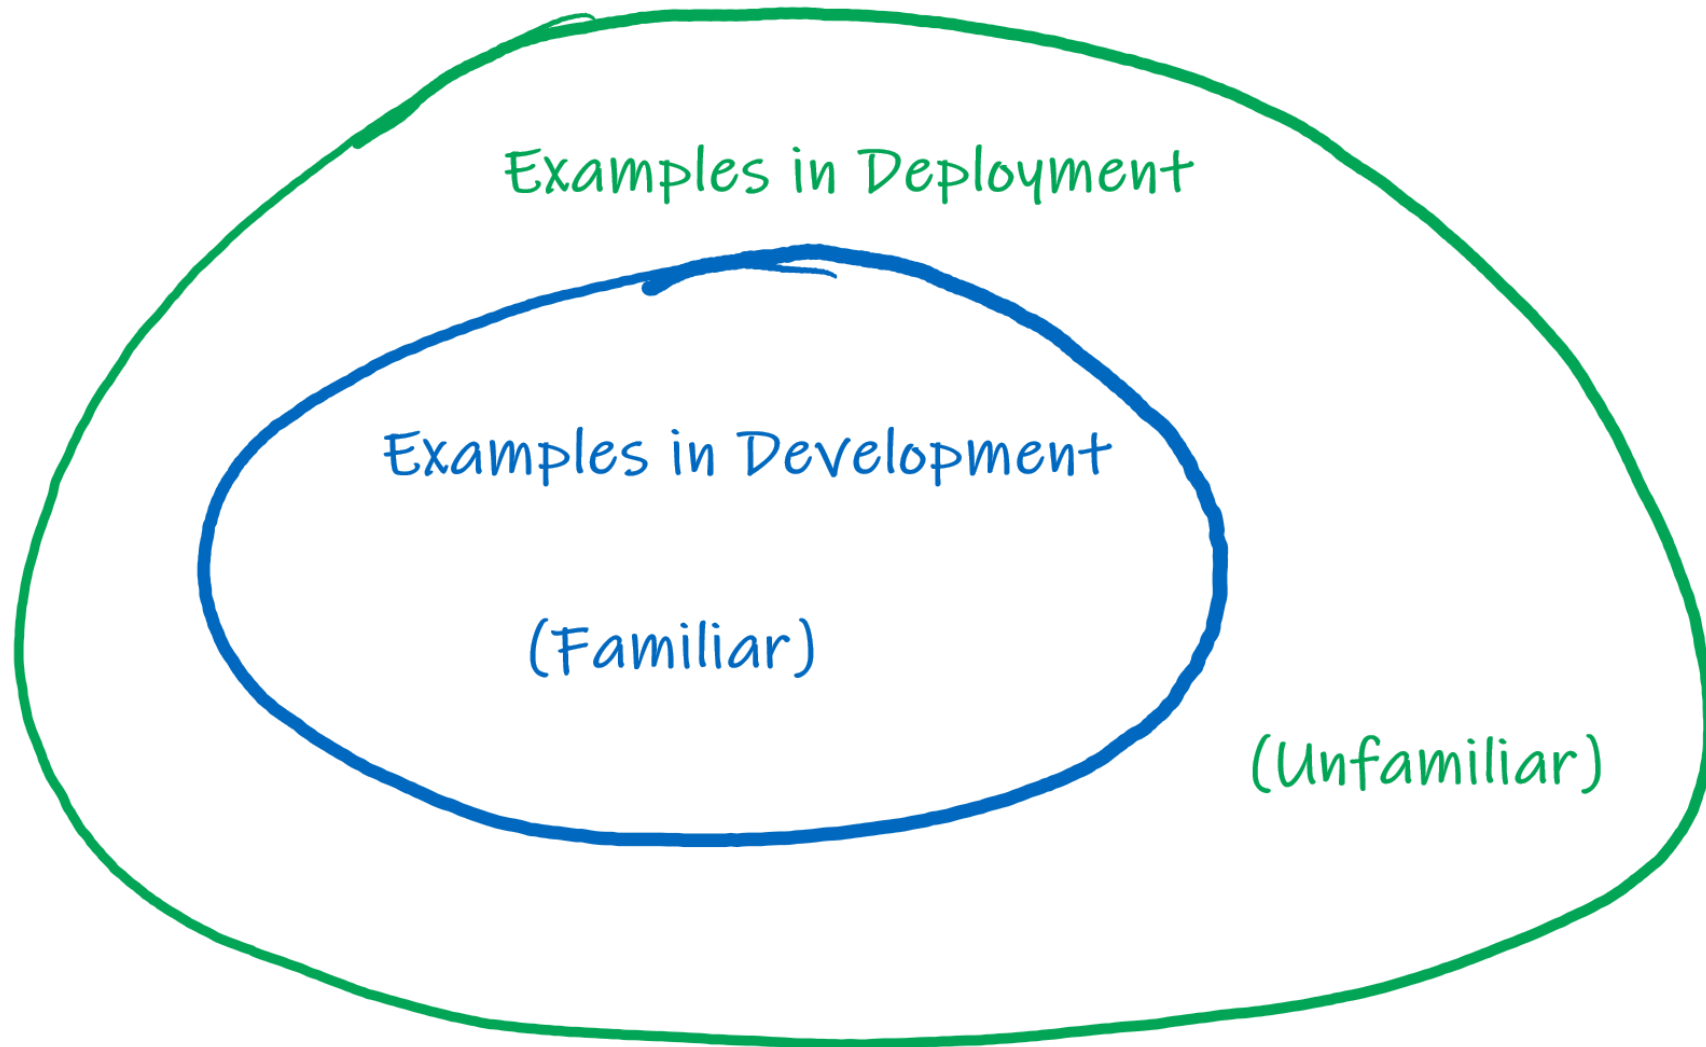 Examples in Deployment
Examples in Development
(Familiar)
(Unfamiliar)